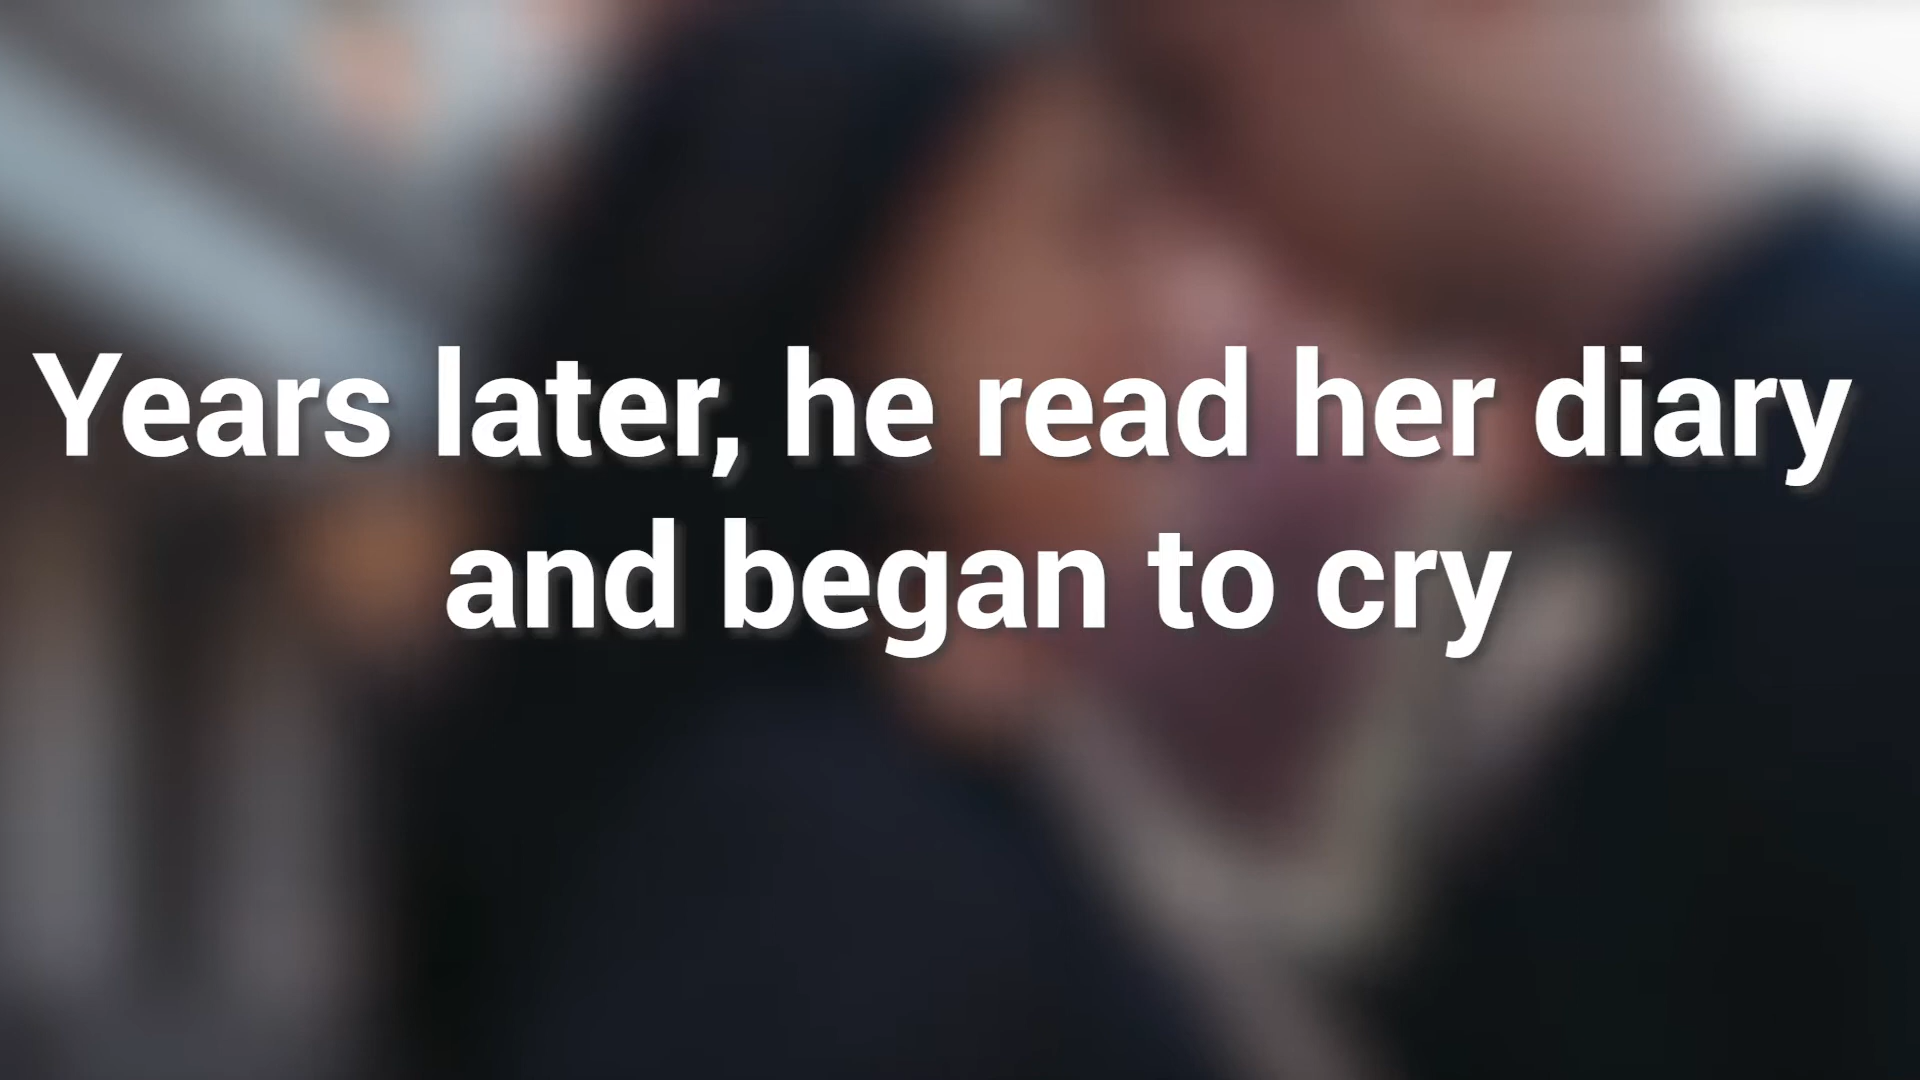 Years later, he read her diary
and began to cry